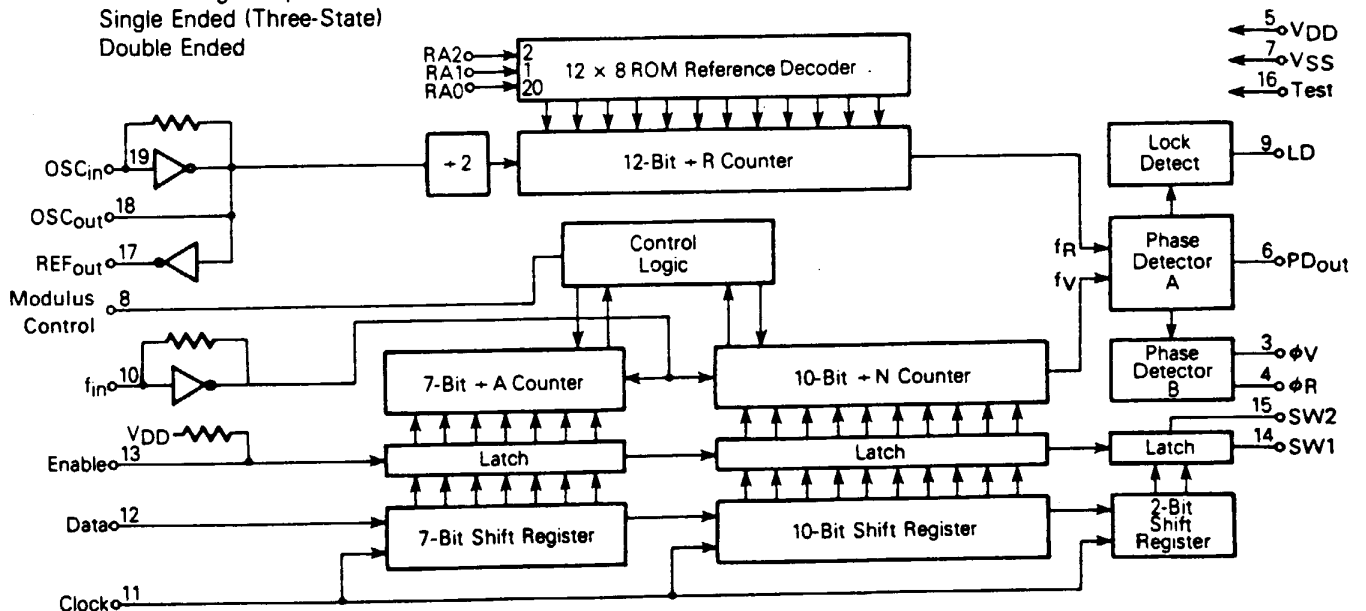 Single Ended (Three-State)
Double Ended
RA2 2
RA1 1
RA0 20
12 × 8 ROM Reference Decoder
5 VDD
7 VSS
16 Test
OSCin 19
÷ 2
12-Bit ÷ R Counter
Lock
Detect
9 LD
OSCout 18
REFout 17
Control
Logic
fR
fV
Phase
Detector
A
6 PDout
Modulus
Control
8
fin 10
7-Bit ÷ A Counter
10-Bit ÷ N Counter
Phase
Detector
B
3 ϕV
4 ϕR
VDD
Enable 13
Latch
Latch
Latch
15 SW2
14 SW1
Data 12
7-Bit Shift Register
10-Bit Shift Register
2-Bit
Shift
Register
Clock 11